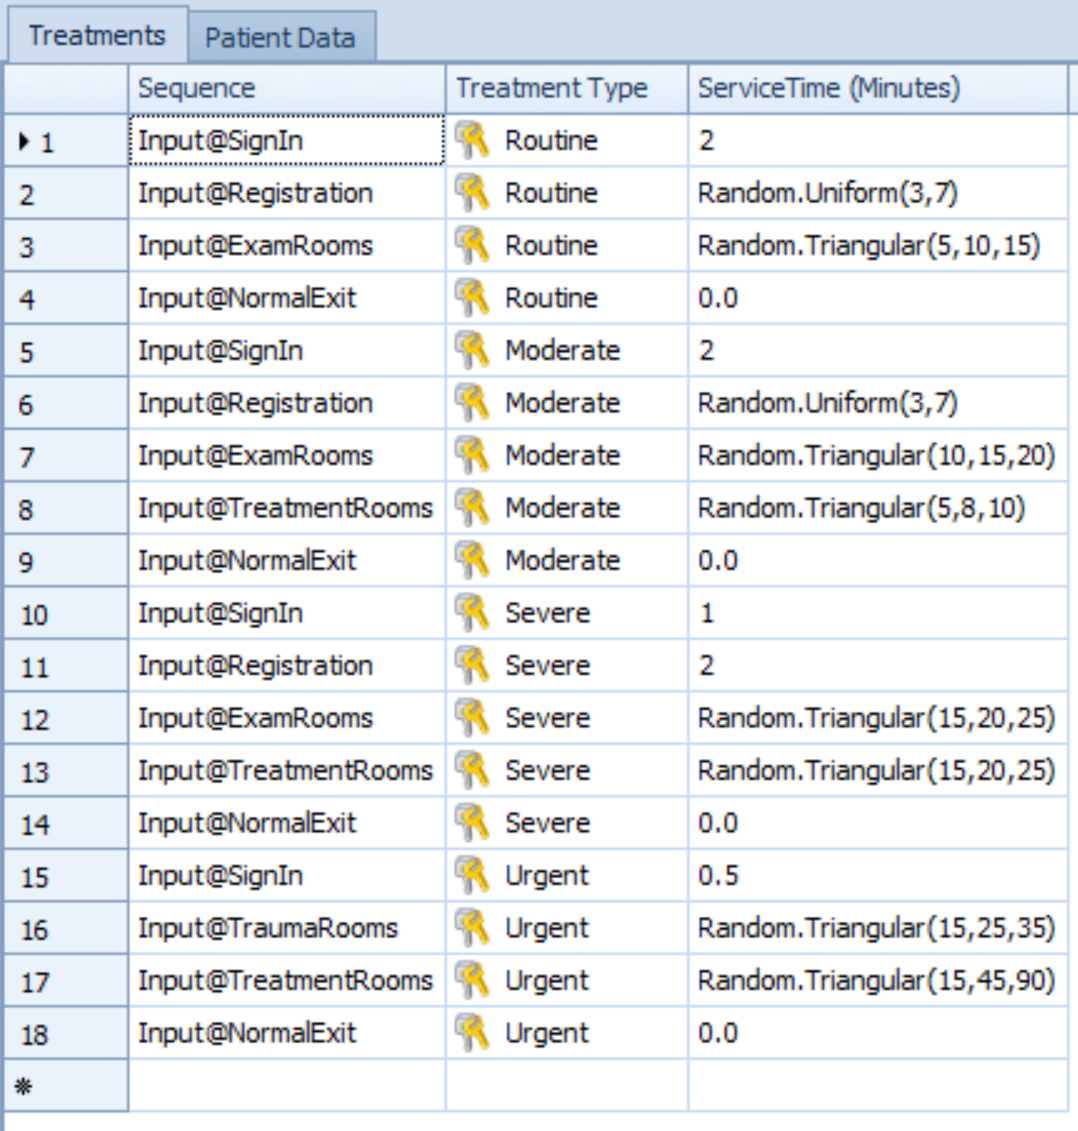 Treatments Patient Data
Sequence Treatment Type ServiceTime (Minutes)
1 Input@SignIn Routine 2
2 Input@Registration Routine Random.Uniform(3,7)
3 Input@ExamRooms Routine Random.Triangular(5,10,15)
4 Input@NormalExit Routine 0.0
5 Input@SignIn Moderate 2
6 Input@Registration Moderate Random.Uniform(3,7)
7 Input@ExamRooms Moderate Random.Triangular(10,15,20)
8 Input@TreatmentRooms Moderate Random.Triangular(5,8,10)
9 Input@NormalExit Moderate 0.0
10 Input@SignIn Severe 1
11 Input@Registration Severe 2
12 Input@ExamRooms Severe Random.Triangular(15,20,25)
13 Input@TreatmentRooms Severe Random.Triangular(15,20,25)
14 Input@NormalExit Severe 0.0
15 Input@SignIn Urgent 0.5
16 Input@TraumaRooms Urgent Random.Triangular(15,25,35)
17 Input@TreatmentRooms Urgent Random.Triangular(15,45,90)
18 Input@NormalExit Urgent 0.0